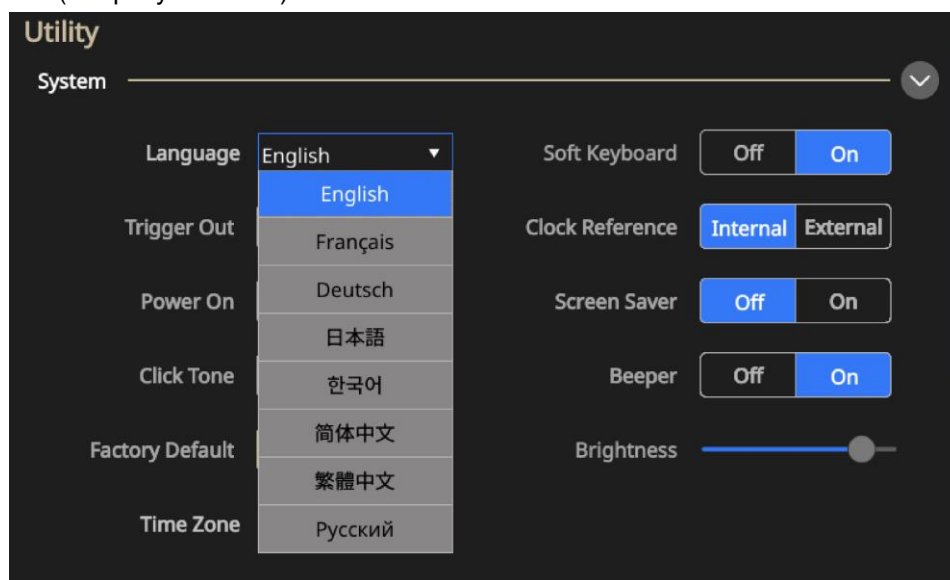 Utility
System
Language English ▼ Soft Keyboard Off On
English
Trigger Out Français Clock Reference Internal External
Deutsch
Power On Screen Saver Off On
日本語
Click Tone 한국어 Beeper Off On
简体中文
Factory Default Brightness
繁體中文
Time Zone Русский